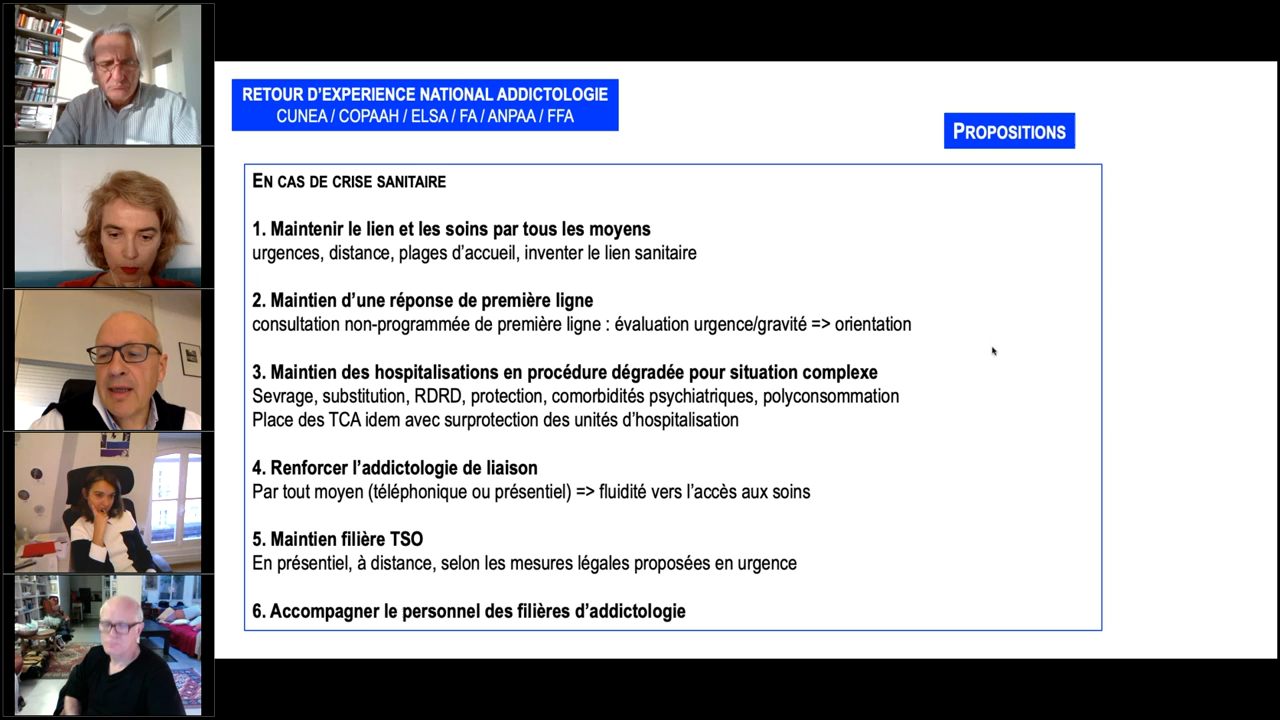 RETOUR D'EXPERIENCE NATIONAL ADDICTOLOGIE
CUNEA / COPAAH / ELSA / FA / ANPAA / FFA
PROPOSITIONS
EN CAS DE CRISE SANITAIRE
1. Maintenir le lien et les soins par tous les moyens
urgences, distance, plages d'accueil, inventer le lien sanitaire
2. Maintien d'une réponse de première ligne
consultation non-programmée de première ligne : évaluation urgence/gravité => orientation
3. Maintien des hospitalisations en procédure dégradée pour situation complexe
Sevrage, substitution, RDRD, protection, comorbidités psychiatriques, polyconsommation
Place des TCA idem avec surprotection des unités d'hospitalisation
4. Renforcer l'addictologie de liaison
Par tout moyen (téléphonique ou présentiel) => fluidité vers l'accès aux soins
5. Maintien filière TSO
En présentiel, à distance, selon les mesures légales proposées en urgence
6. Accompagner le personnel des filières d'addictologie